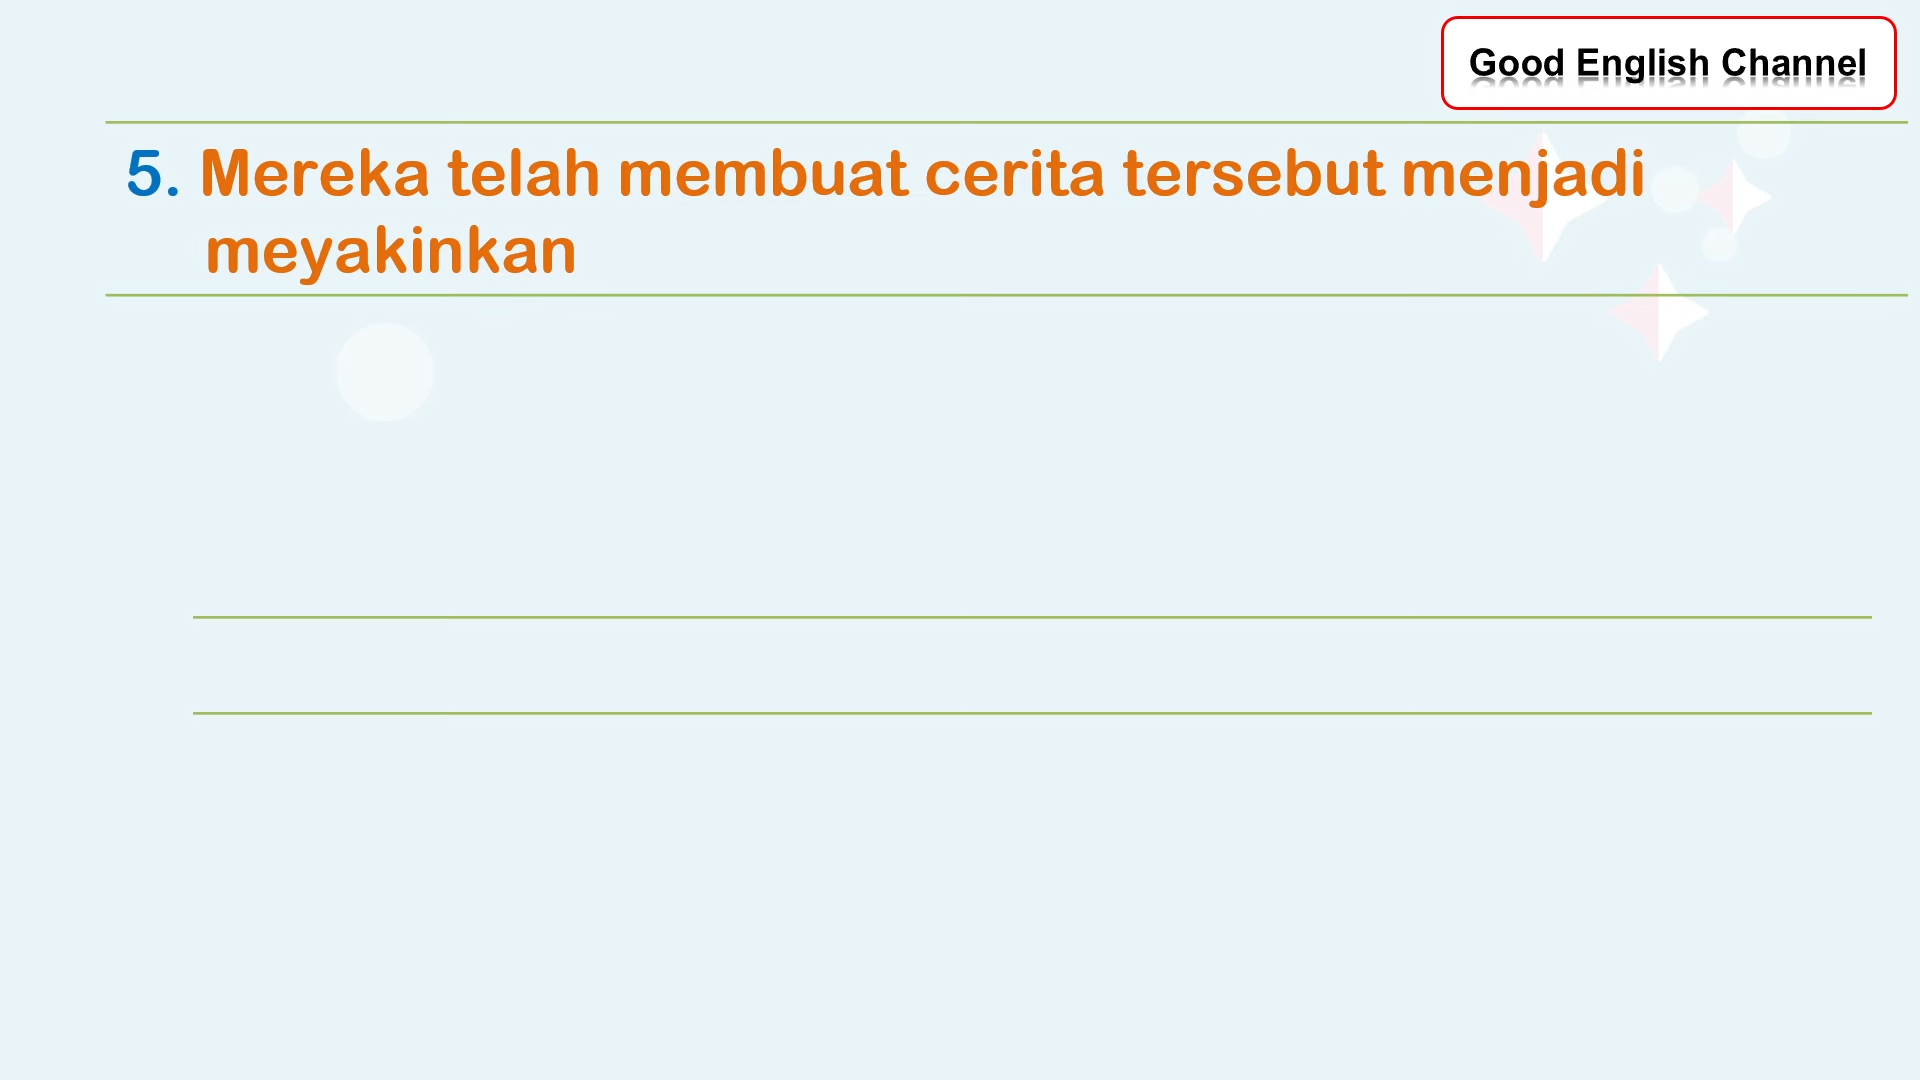 Good English Channel
5. Mereka telah membuat cerita tersebut menjadi
meyakinkan